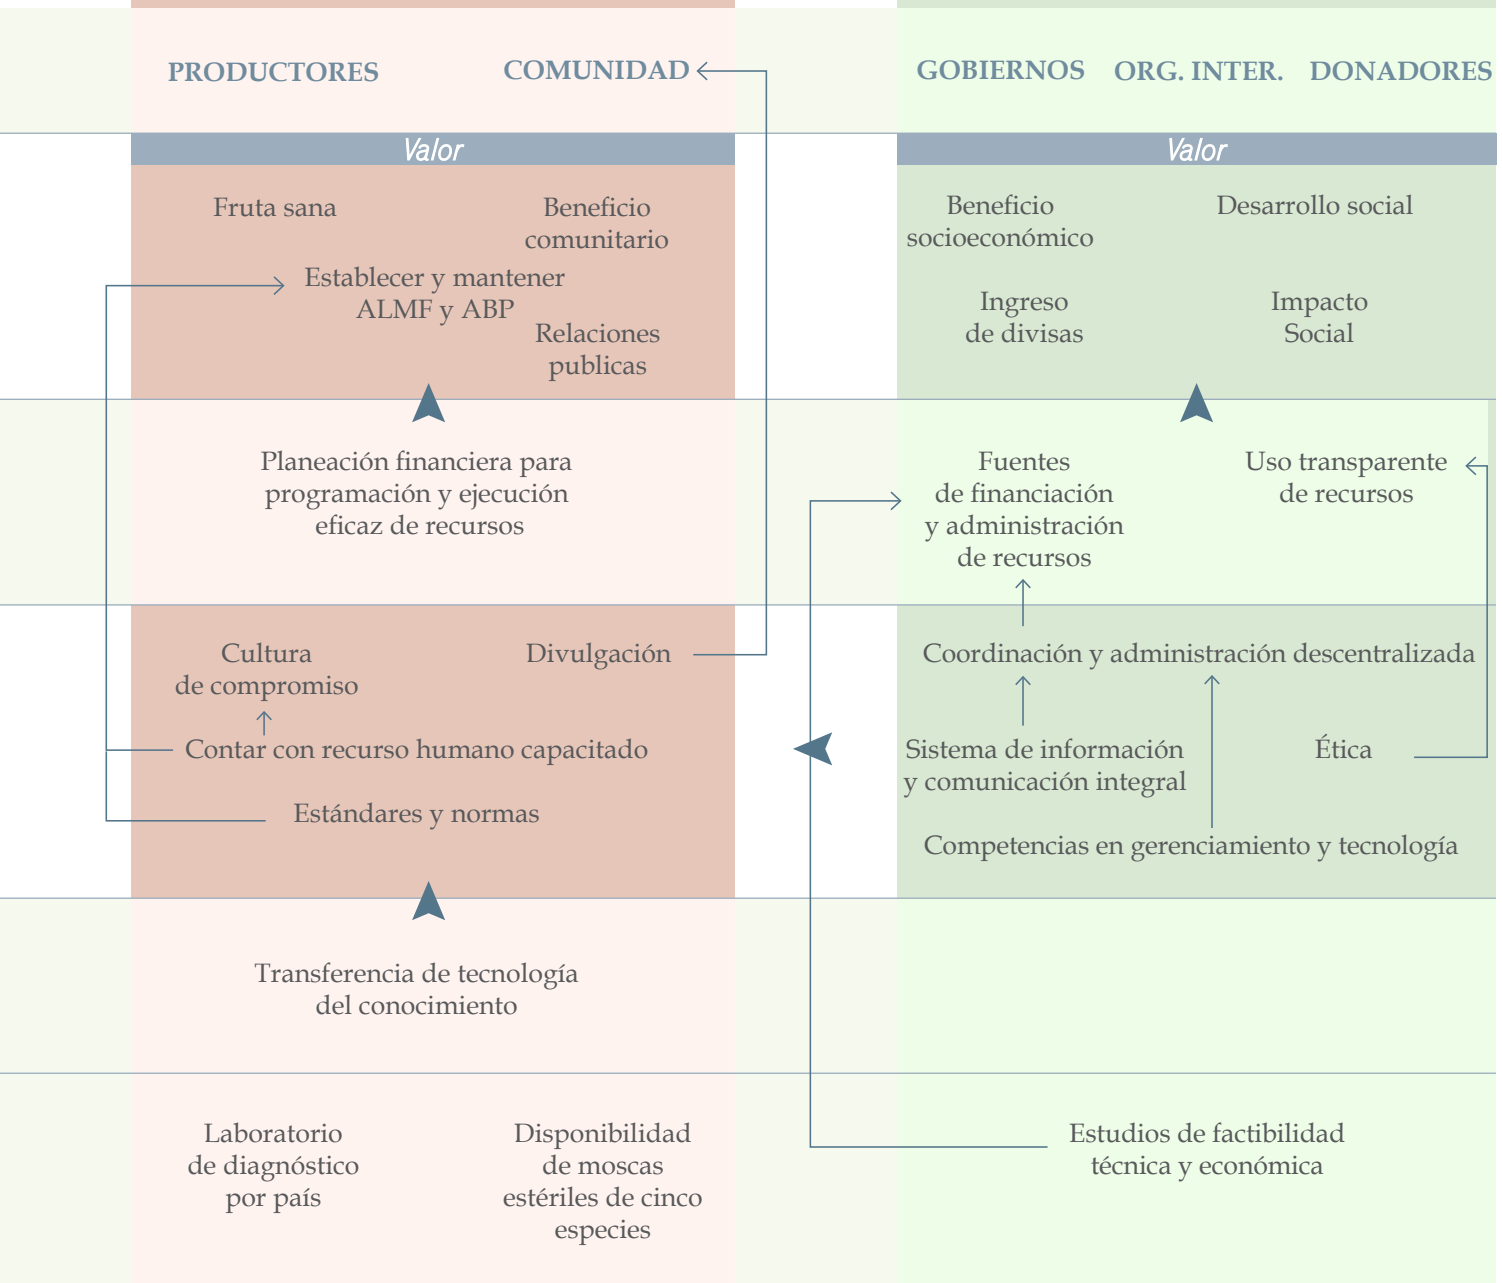 PRODUCTORES
COMUNIDAD
GOBIERNOS
ORG. INTER.
DONADORES
Valor
Valor
Fruta sana
Beneficio
comunitario
Establecer y mantener
ALMF y ABP
Relaciones
publicas
Beneficio
socioeconómico
Desarrollo social
Ingreso
de divisas
Impacto
Social
Planeación financiera para
programación y ejecución
eficaz de recursos
Fuentes
de financiación
y administración
de recursos
Uso transparente
de recursos
Cultura
de compromiso
Divulgación
Contar con recurso humano capacitado
Estándares y normas
Coordinación y administración descentralizada
Sistema de información
y comunicación integral
Ética
Competencias en gerenciamiento y tecnología
Transferencia de tecnología
del conocimiento
Laboratorio
de diagnóstico
por país
Disponibilidad
de moscas
estériles de cinco
especies
Estudios de factibilidad
técnica y económica